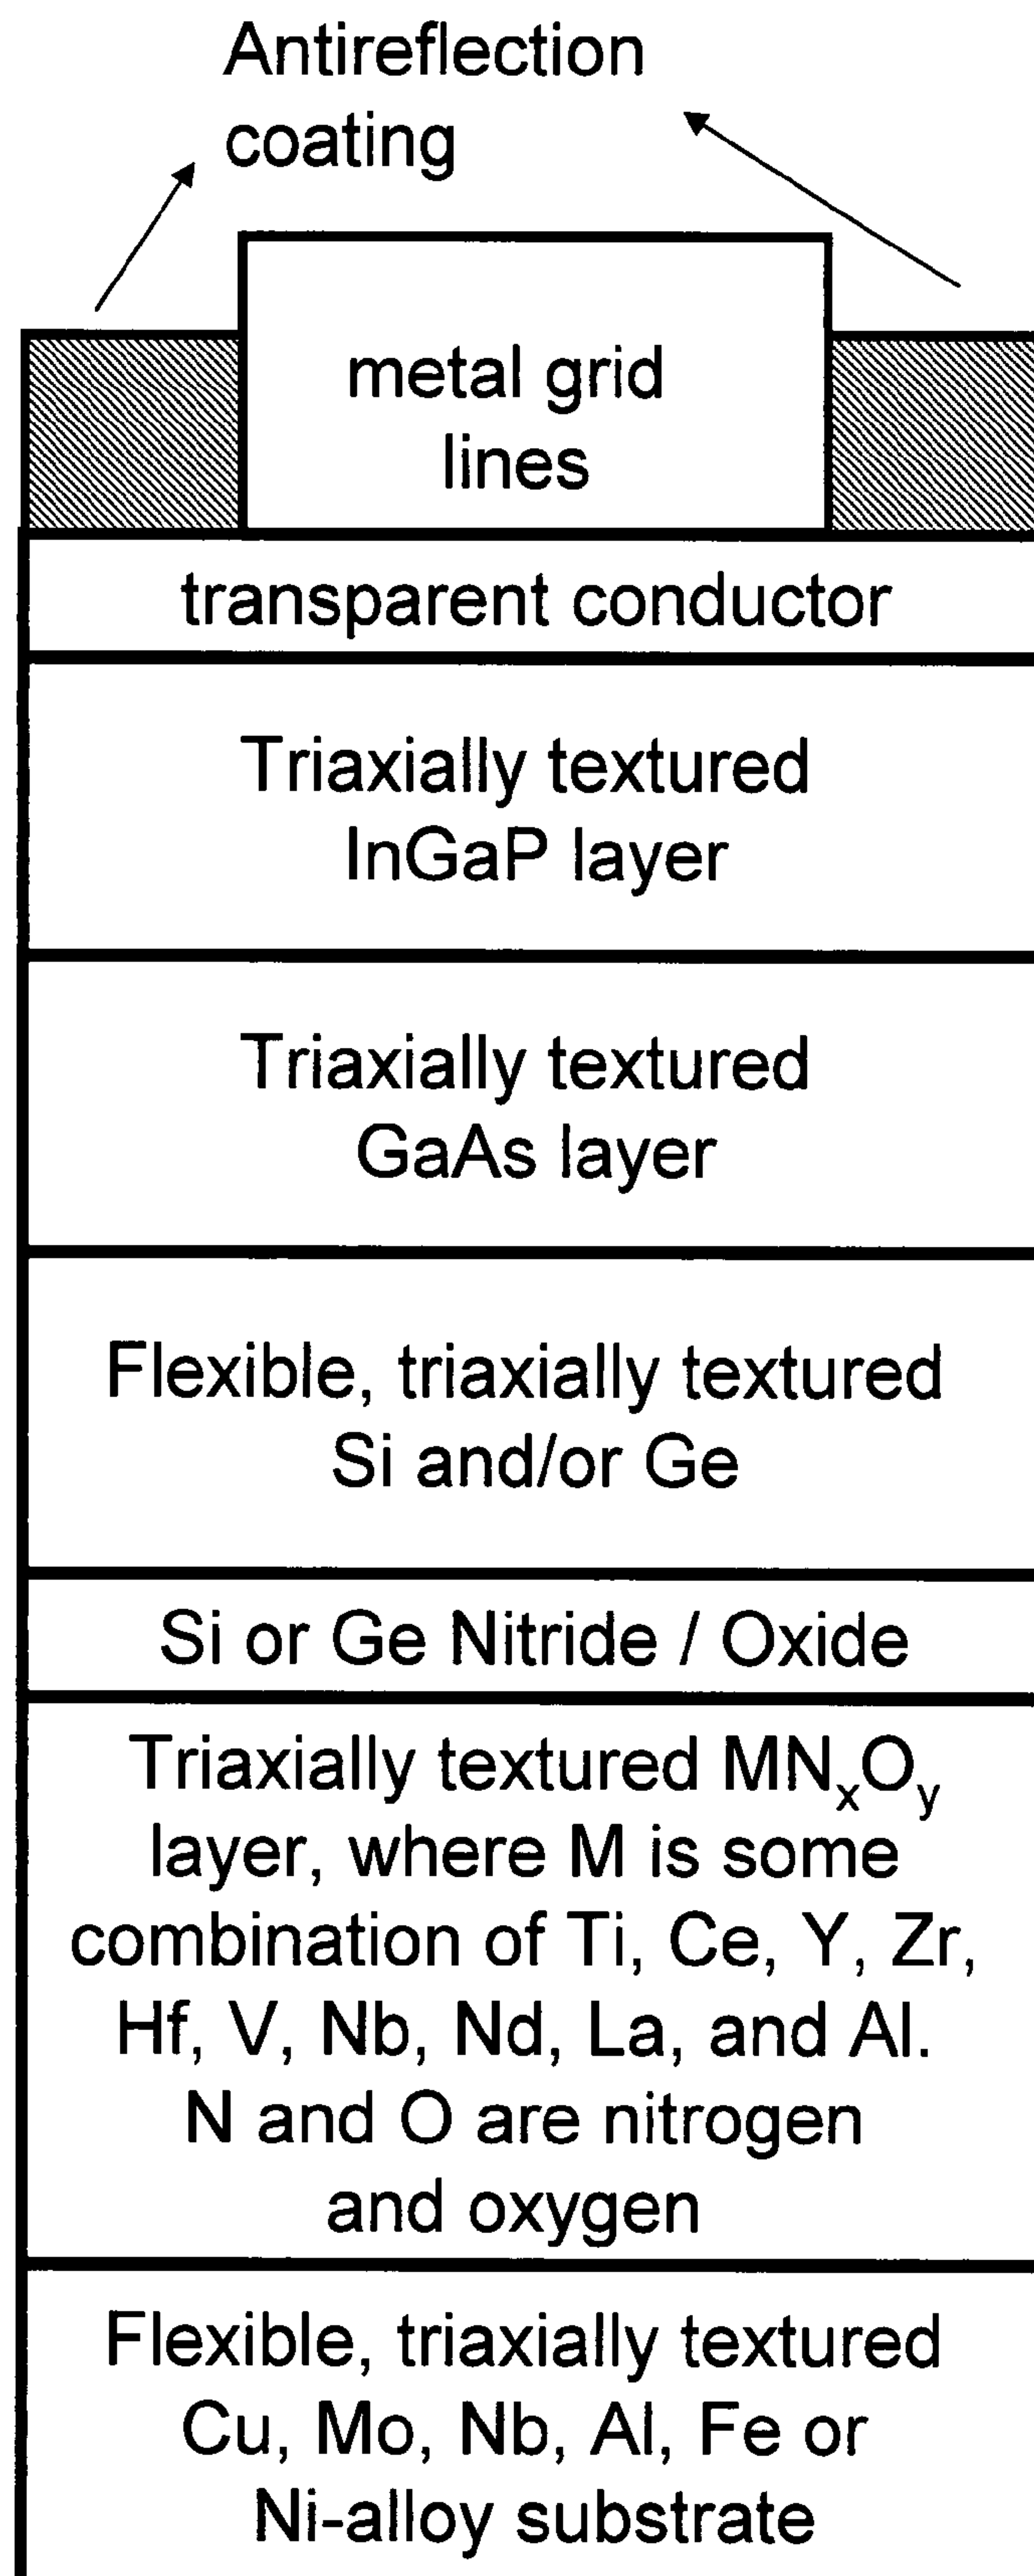 Antireflection
coating
metal grid
lines
transparent conductor
Triaxially textured
InGaP layer
Triaxially textured
GaAs layer
Flexible, triaxially textured
Si and/or Ge
Si or Ge Nitride / Oxide
Triaxially textured MNₓOᵧ
layer, where M is some
combination of Ti, Ce, Y, Zr,
Hf, V, Nb, Nd, La, and Al.
N and O are nitrogen
and oxygen
Flexible, triaxially textured
Cu, Mo, Nb, Al, Fe or
Ni-alloy substrate